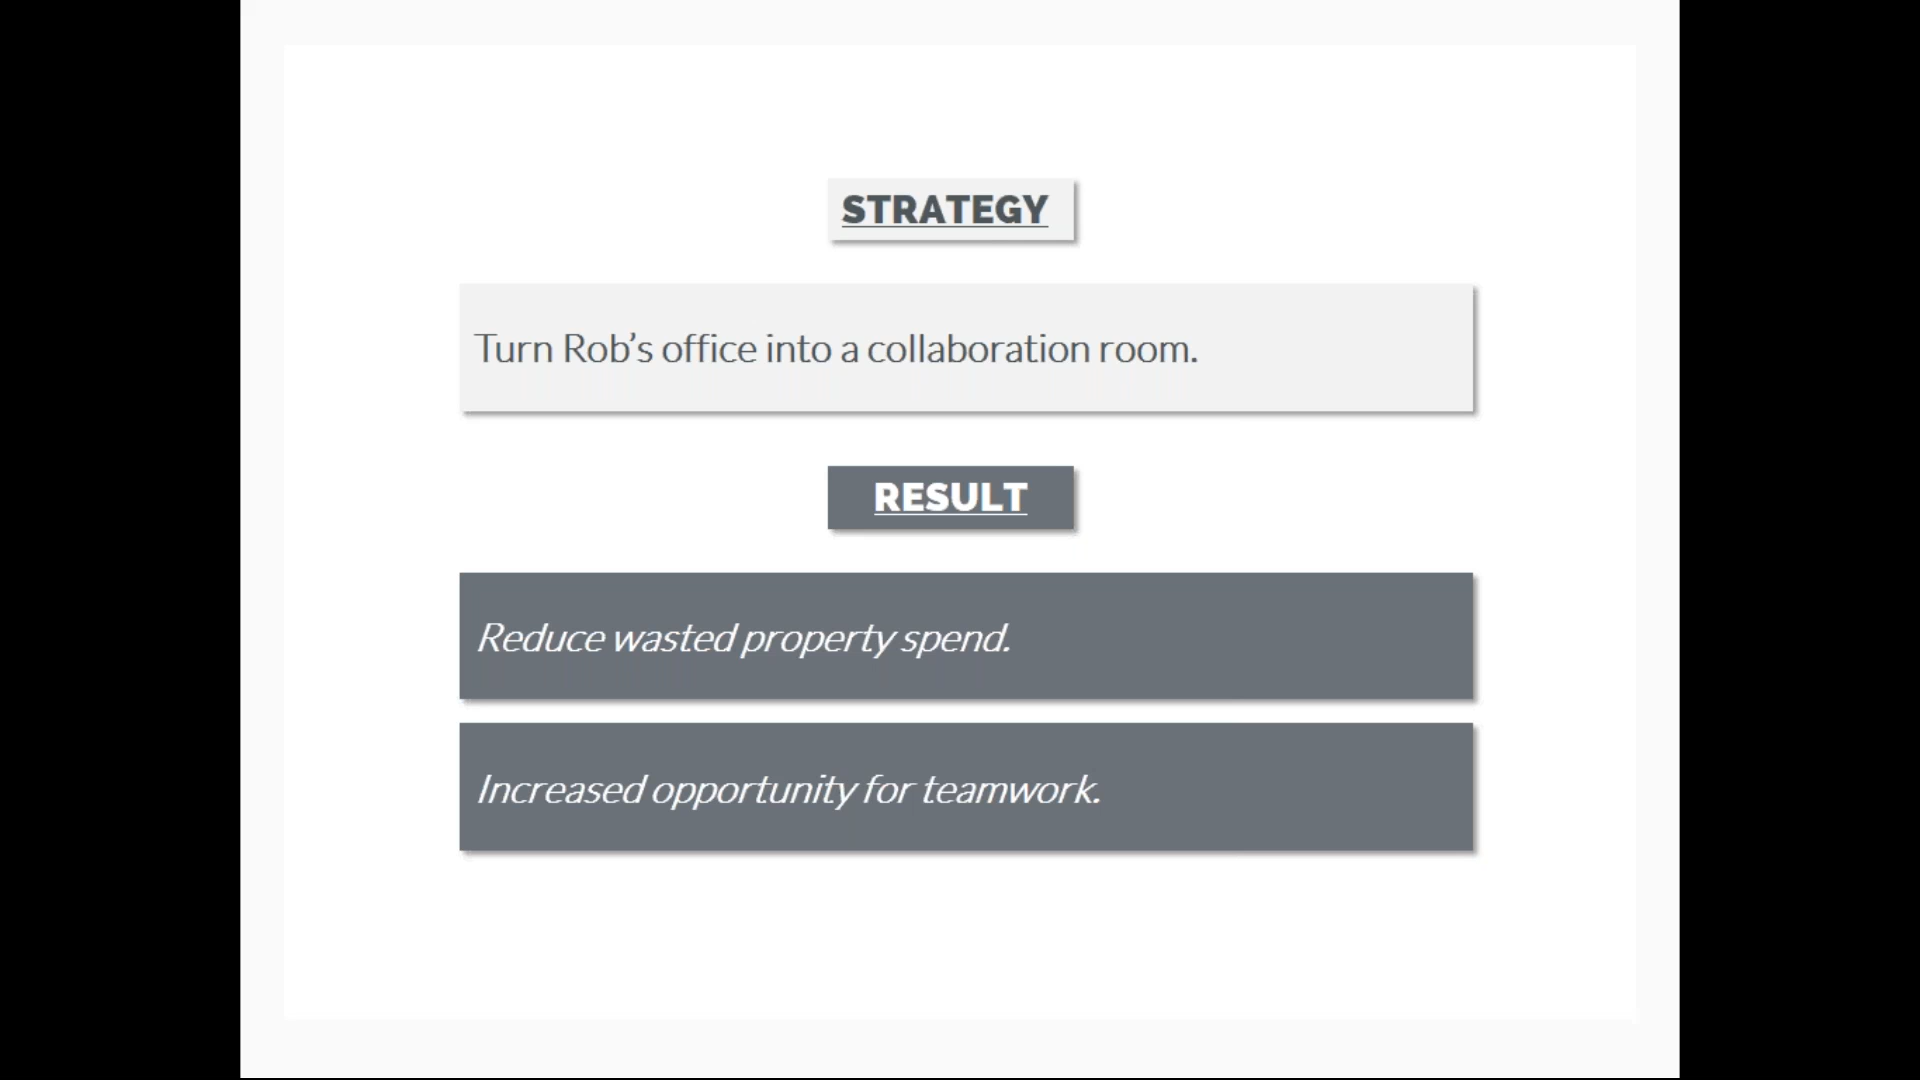 STRATEGY
Turn Rob’s office into a collaboration room.
RESULT
Reduce wasted property spend.
Increased opportunity for teamwork.